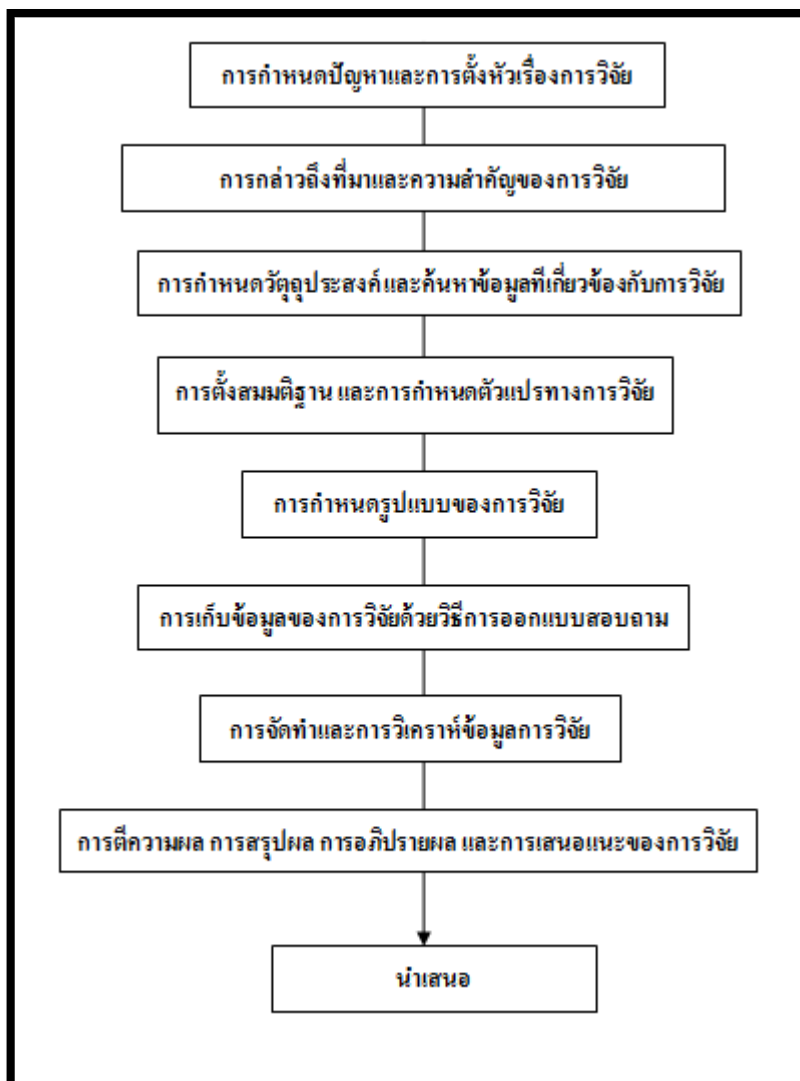 การกำหนดปัญหาและการตั้งหัวเรื่องการวิจัย
การกล่าวถึงที่มาและความสำคัญของการวิจัย
การกำหนดวัตถุประสงค์ และค้นหาข้อมูลที่เกี่ยวข้องกับการวิจัย
การตั้งสมมติฐาน และการกำหนดตัวแปรทางการวิจัย
การกำหนดรูปแบบของการวิจัย
การเก็บข้อมูลของการวิจัยด้วยวิธีการออกแบบสอบถาม
การจัดทำและการวิเคราห์ข้อมูลการวิจัย
การตีความผล การสรุปผล การอภิปรายผล และการเสนอแนะของการวิจัย
นำเสนอ